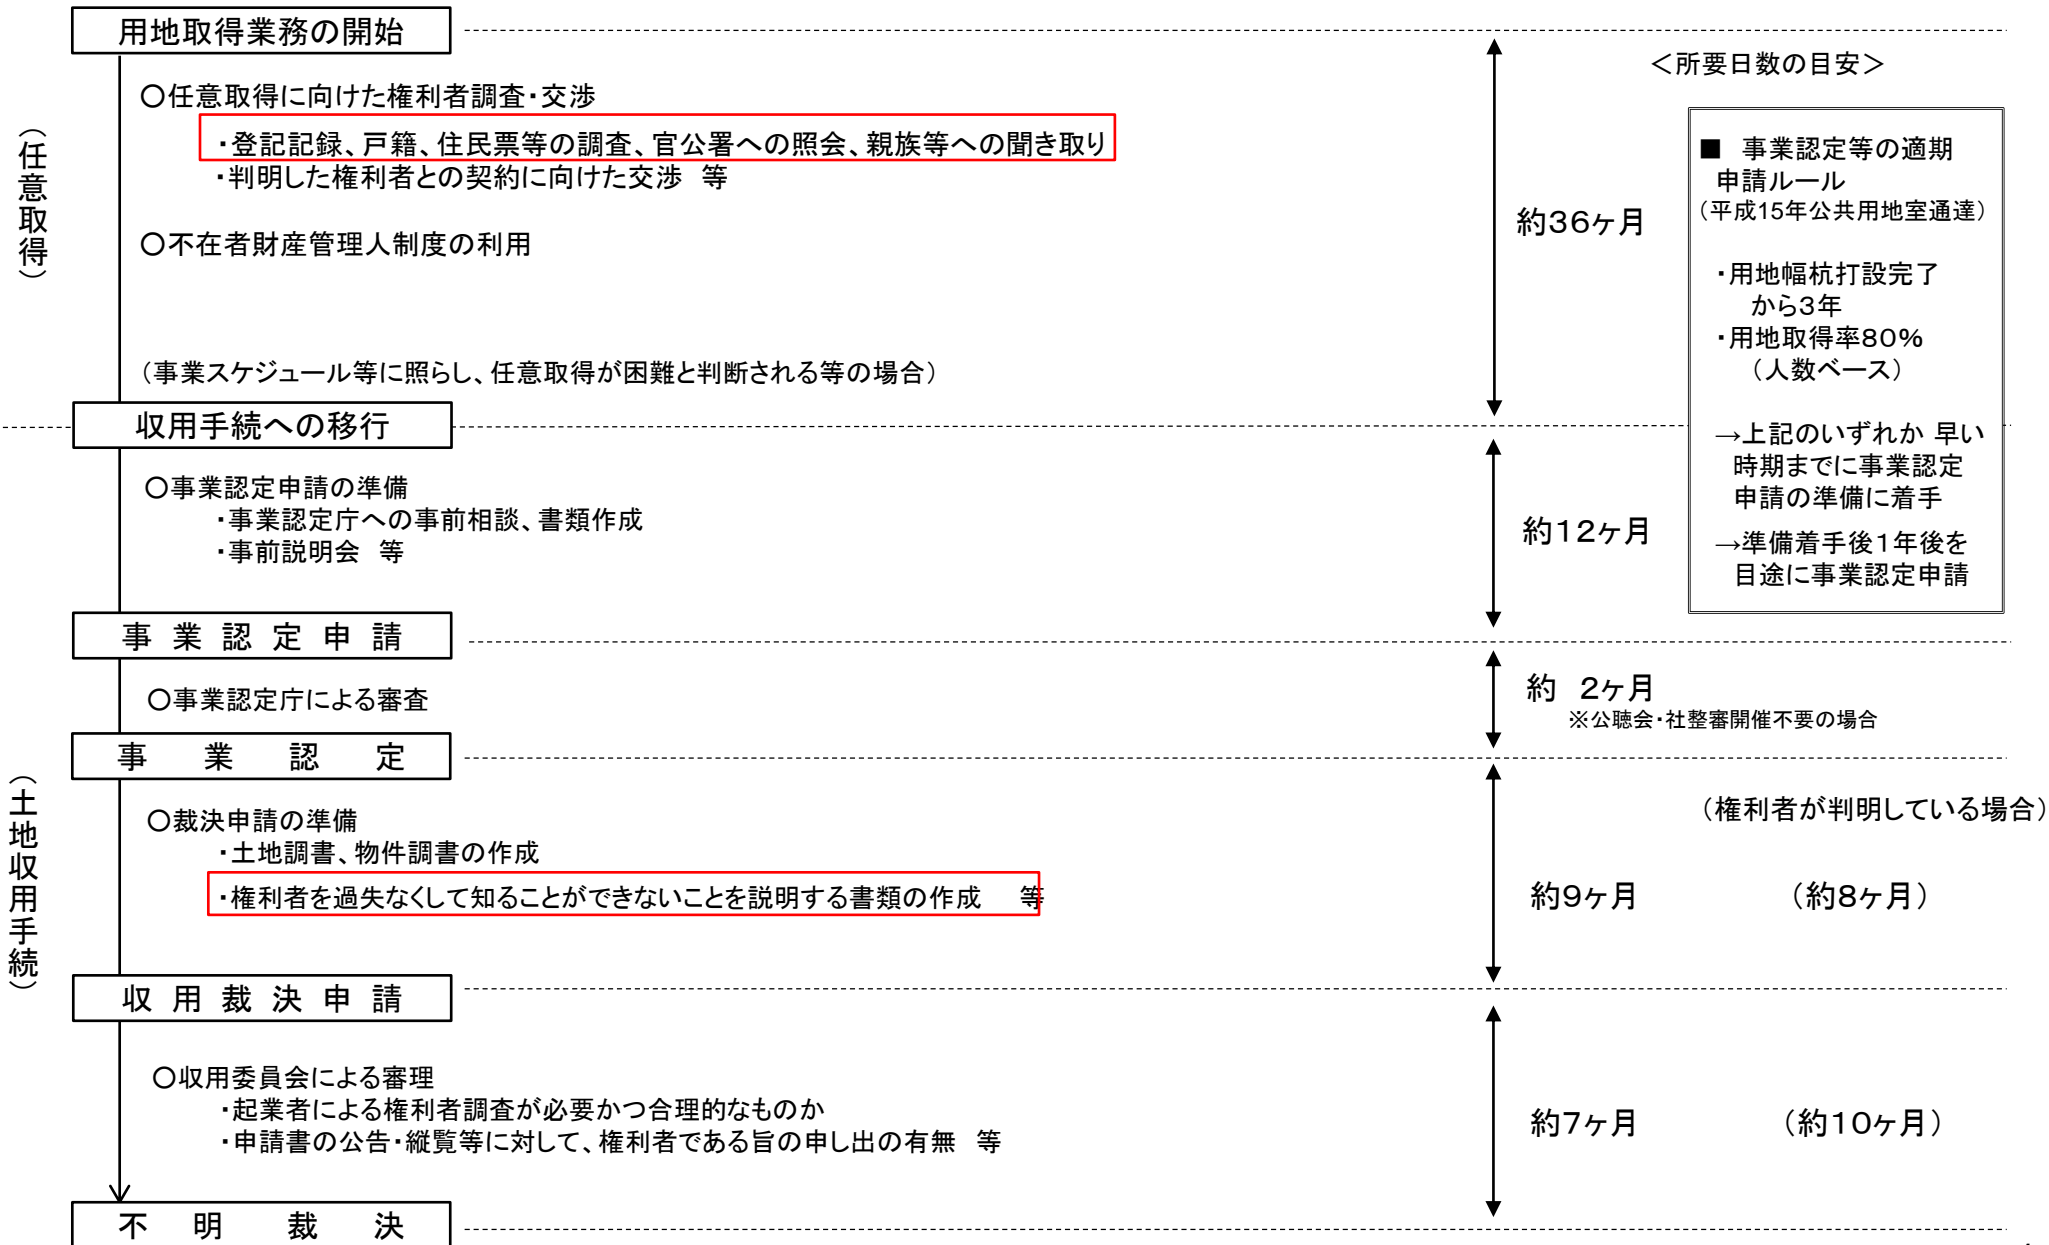 用地取得業務の開始
＜所要日数の目安＞
（任意取得）
○任意取得に向けた権利者調査・交渉
・登記記録、戸籍、住民票等の調査、官公署への照会、親族等への聞き取り
・判明した権利者との契約に向けた交渉　等
○不在者財産管理人制度の利用
（事業スケジュール等に照らし、任意取得が困難と判断される等の場合）
約３６ヶ月
■　事業認定等の適期
申請ルール
（平成15年公共用地室通達）
・用地幅杭打設完了
から３年
・用地取得率８０％
（人数ベース）
→上記のいずれか 早い
時期までに事業認定
申請の準備に着手
→準備着手後１年後を
目途に事業認定申請
収用手続への移行
（土地収用手続）
○事業認定申請の準備
・事業認定庁への事前相談、書類作成
・事前説明会　等
約１２ヶ月
事業認定申請
○事業認定庁による審査
約　２ヶ月
※公聴会・社整審開催不要の場合
事業認定
（権利者が判明している場合）
○裁決申請の準備
・土地調書、物件調書の作成
・権利者を過失なくして知ることができないことを説明する書類の作成　等
約９ヶ月
（約８ヶ月）
収用裁決申請
○収用委員会による審理
・起業者による権利者調査が必要かつ合理的なものか
・申請書の公告・縦覧等に対して、権利者である旨の申し出の有無　等
約７ヶ月
（約１０ヶ月）
不明裁決